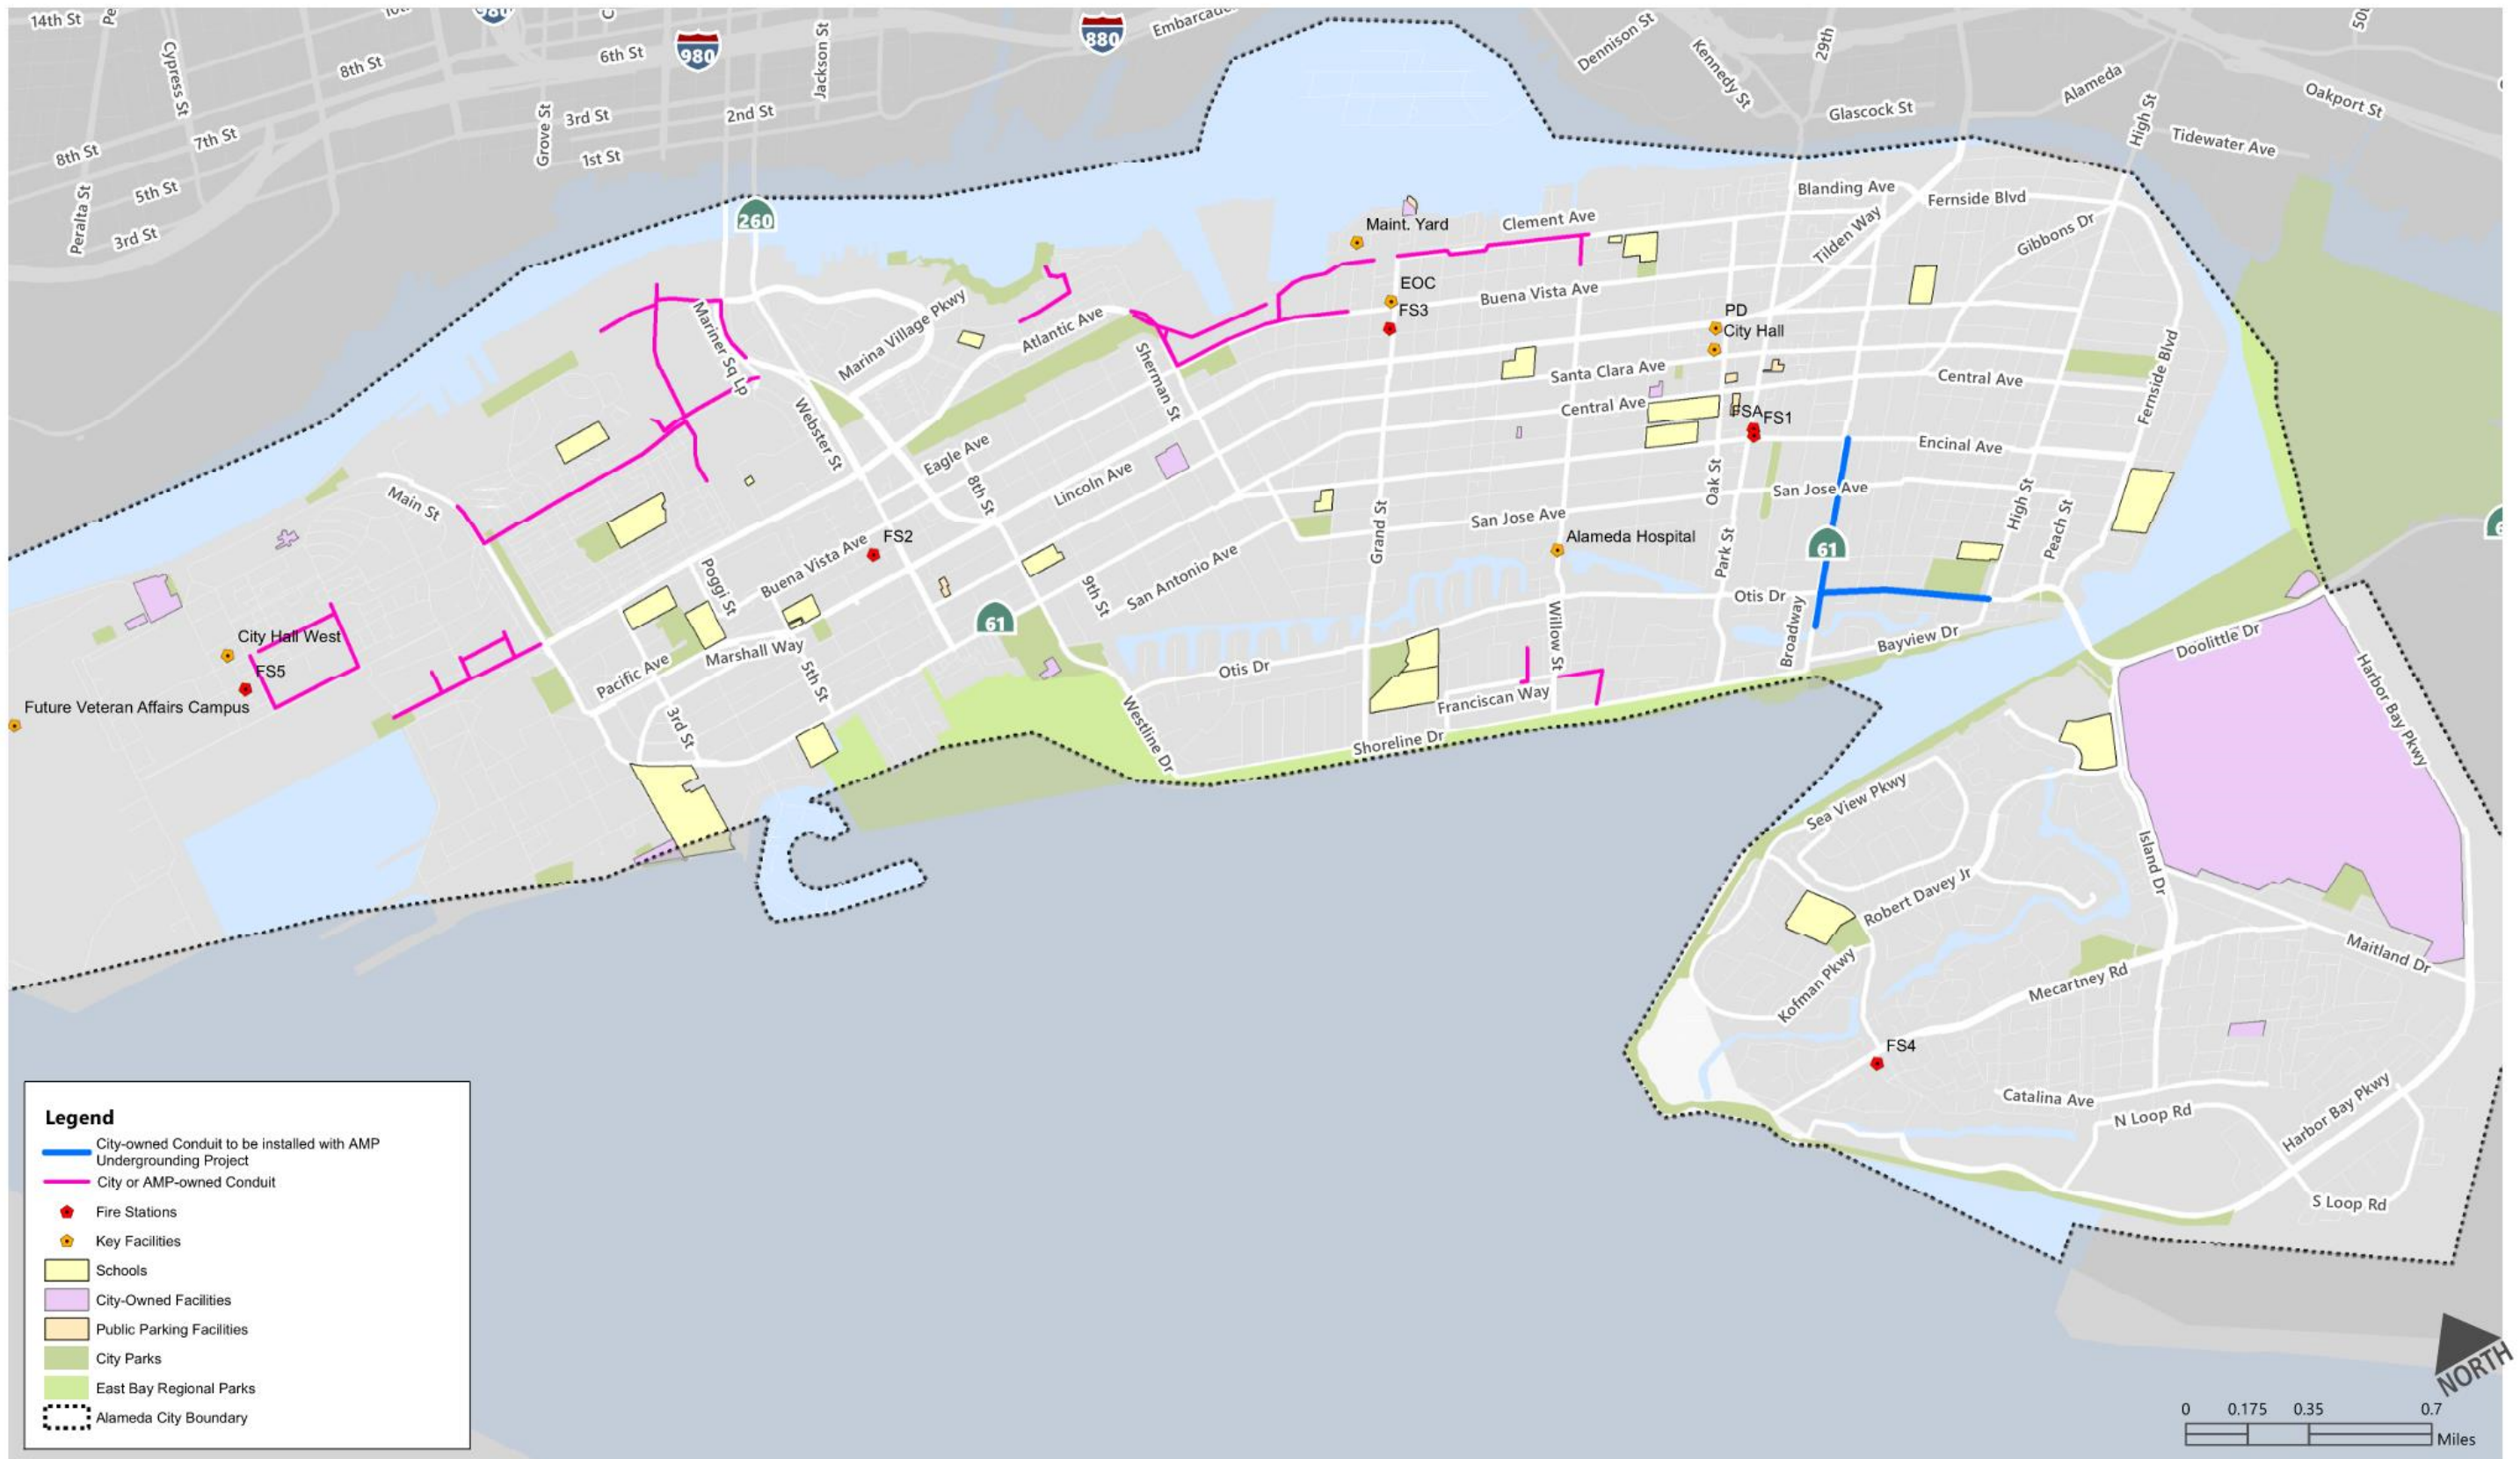 14th St
Cypress St
8th St
6th St
980
Jackson St
880
Dennison St
Kennedy St
29th
Glascock St
Alameda
High St
Oakport St
Tidewater Ave
8th St
7th St
5th St
3rd St
Peralta St
Grove St
3rd St
1st St
2nd St
260
Maint. Yard
Clement Ave
Blanding Ave
Fernside Blvd
Tilden Way
Gibbons Dr
EOC
FS3
Buena Vista Ave
PD
City Hall
Mariner Sq Lp
Marina Village Pkwy
Atlantic Ave
Sherman St
Santa Clara Ave
Central Ave
Central Ave
Fernside Blvd
FSA
FS1
Encinal Ave
Webster St
Eagle Ave
8th St
Lincoln Ave
Oak St
San Jose Ave
San Jose Ave
High St
Peach St
Main St
FS2
Buena Vista Ave
Grand St
Alameda Hospital
Park St
61
Poggi St
9th St
San Antonio Ave
61
Willow St
Otis Dr
Broadway
Bayview Dr
City Hall West
FS5
Future Veteran Affairs Campus
Pacific Ave
Marshall Way
5th St
3rd St
Otis Dr
Westline Dr
Franciscan Way
Shoreline Dr
Doolittle Dr
Harbor Bay Pkwy
Sea View Pkwy
Island Dr
Robert Davey Jr
Kofman Pkwy
Mecartney Rd
Maitland Dr
FS4
Catalina Ave
N Loop Rd
Harbor Bay Pkwy
S Loop Rd
Legend
City-owned Conduit to be installed with AMP
Undergrounding Project
City or AMP-owned Conduit
Fire Stations
Key Facilities
Schools
City-Owned Facilities
Public Parking Facilities
City Parks
East Bay Regional Parks
Alameda City Boundary
NORTH
0 0.175 0.35 0.7
Miles